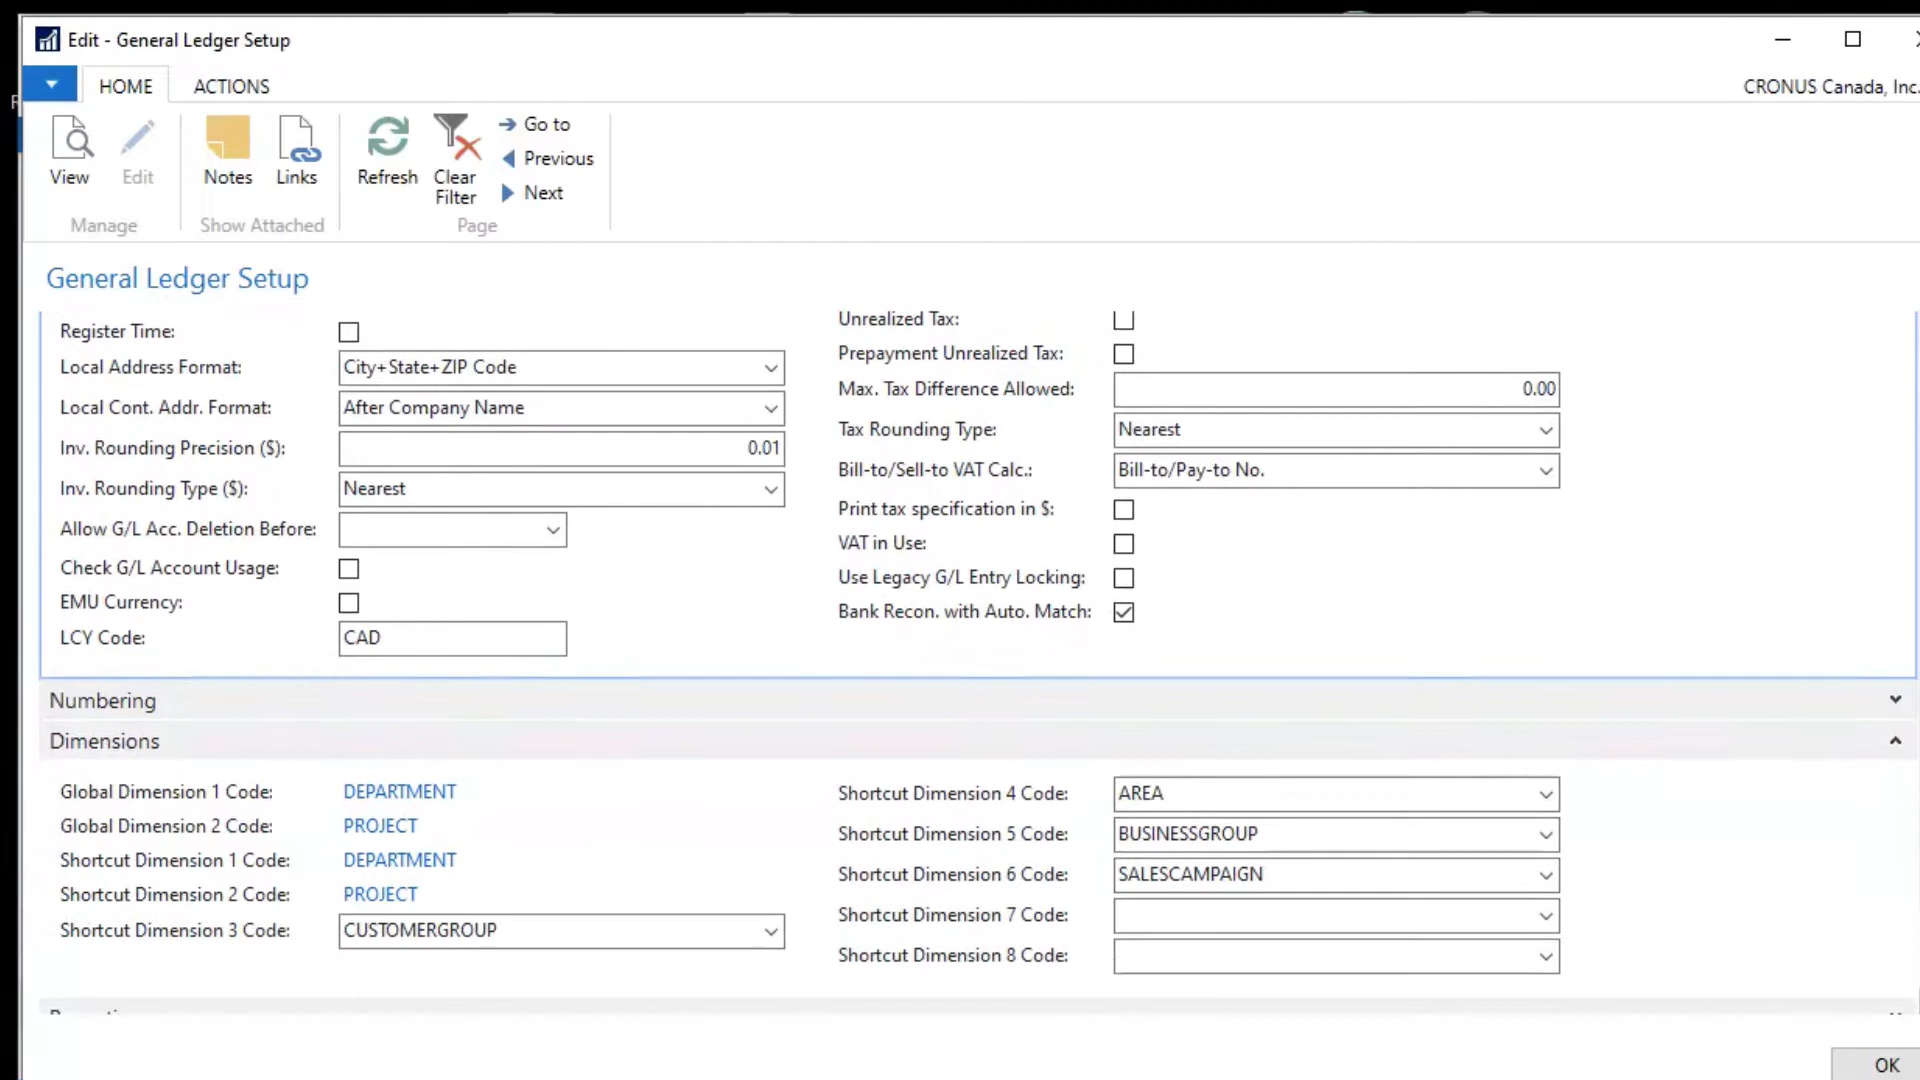 Edit - General Ledger Setup
HOME ACTIONS
CRONUS Canada, Inc.
View Edit Notes Links Refresh Clear Filter
Go to
Previous
Next
Manage Show Attached Page
General Ledger Setup
Register Time:
Local Address Format: City+State+ZIP Code
Local Cont. Addr. Format: After Company Name
Inv. Rounding Precision ($): 0.01
Inv. Rounding Type ($): Nearest
Allow G/L Acc. Deletion Before:
Check G/L Account Usage:
EMU Currency:
LCY Code: CAD
Unrealized Tax:
Prepayment Unrealized Tax:
Max. Tax Difference Allowed: 0.00
Tax Rounding Type: Nearest
Bill-to/Sell-to VAT Calc.: Bill-to/Pay-to No.
Print tax specification in $:
VAT in Use:
Use Legacy G/L Entry Locking:
Bank Recon. with Auto. Match:
Numbering
Dimensions
Global Dimension 1 Code: DEPARTMENT
Global Dimension 2 Code: PROJECT
Shortcut Dimension 1 Code: DEPARTMENT
Shortcut Dimension 2 Code: PROJECT
Shortcut Dimension 3 Code: CUSTOMERGROUP
Shortcut Dimension 4 Code: AREA
Shortcut Dimension 5 Code: BUSINESSGROUP
Shortcut Dimension 6 Code: SALESCAMPAIGN
Shortcut Dimension 7 Code:
Shortcut Dimension 8 Code:
OK